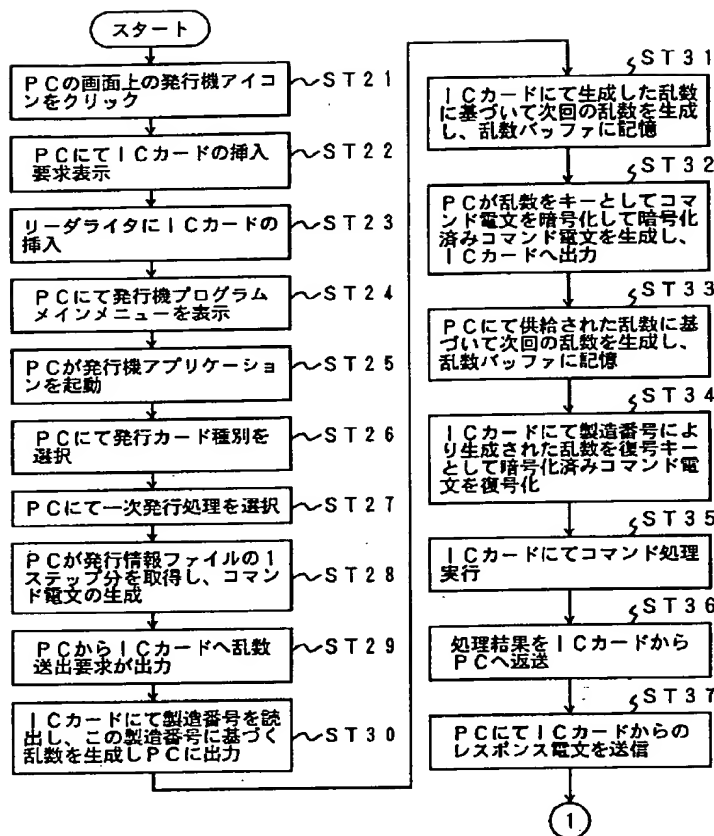 スタート
PCの画面上の発行機アイコ
ンをクリック
ST21
PCにてICカードの挿入
要求表示
ST22
リーダライタにICカードの
挿入
ST23
PCにて発行機プログラム
メインメニューを表示
ST24
PCが発行機アプリケーショ
ンを起動
ST25
PCにて発行カード種別を
選択
ST26
PCにて一次発行処理を選択
ST27
PCが発行情報ファイルの1
ステップ分を取得し、コマン
ド電文の生成
ST28
PCからICカードへ乱数
送出要求が出力
ST29
ICカードにて製造番号を読
出し、この製造番号に基づく
乱数を生成しPCに出力
ST30
ST31
ICカードにて生成した乱数
に基づいて次回の乱数を生成
し、乱数バッファに記憶
ST32
PCが乱数をキーとしてコマ
ンド電文を暗号化して暗号化
済みコマンド電文を生成し、
ICカードへ出力
ST33
PCにて供給された乱数に基
づいて次回の乱数を生成し、
乱数バッファに記憶
ST34
ICカードにて製造番号によ
り生成された乱数を復号キー
として暗号化済みコマンド電
文を復号化
ST35
ICカードにてコマンド処理
実行
ST36
処理結果をICカードから
PCへ返送
ST37
PCにてICカードからの
レスポンス電文を送信
1